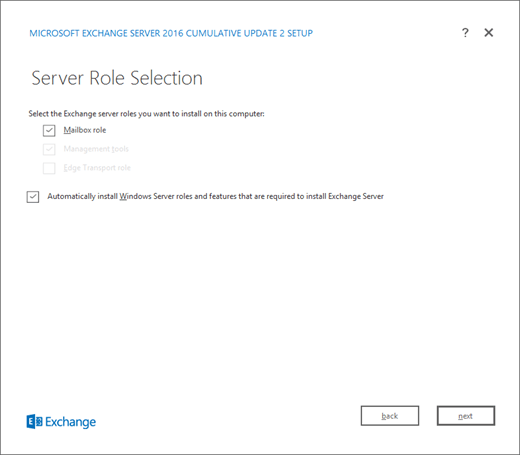 MICROSOFT EXCHANGE SERVER 2016 CUMULATIVE UPDATE 2 SETUP
?
Server Role Selection
Select the Exchange server roles you want to install on this computer:
Mailbox role
Management tools
Edge Transport role
Automatically install Windows Server roles and features that are required to install Exchange Server
E Exchange
back
next